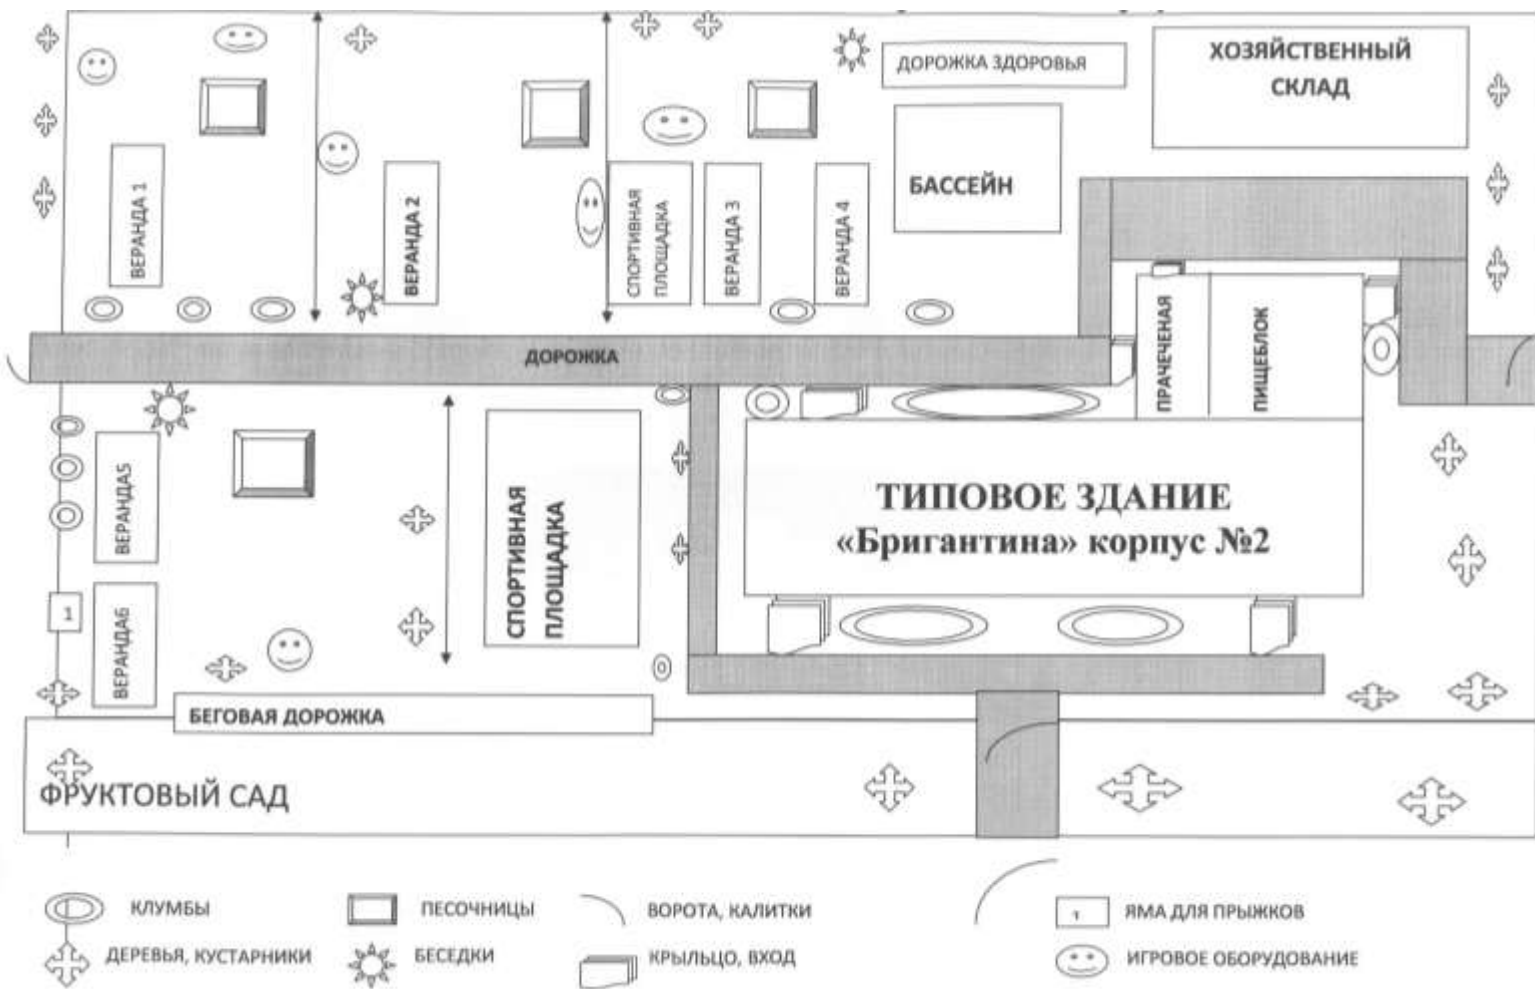 ДОРОЖКА ЗДОРОВЬЯ
ХОЗЯЙСТВЕННЫЙ
СКЛАД
БАССЕЙН
ВЕРАНДА 1
ВЕРАНДА 2
СПОРТИВНАЯ
ПЛОЩАДКА
ВЕРАНДА 3
ВЕРАНДА 4
ДОРОЖКА
ПРАЧЕЧЕНАЯ
ПИЩЕБЛОК
ВЕРАНДА5
СПОРТИВНАЯ
ПЛОЩАДКА
ТИПОВОЕ ЗДАНИЕ
«Бригантина» корпус №2
1
ВЕРАНДА6
БЕГОВАЯ ДОРОЖКА
ФРУКТОВЫЙ САД
КЛУМБЫ
ПЕСОЧНИЦЫ
ВОРОТА, КАЛИТКИ
1
ЯМА ДЛЯ ПРЫЖКОВ
ДЕРЕВЬЯ, КУСТАРНИКИ
БЕСЕДКИ
КРЫЛЬЦО, ВХОД
ИГРОВОЕ ОБОРУДОВАНИЕ